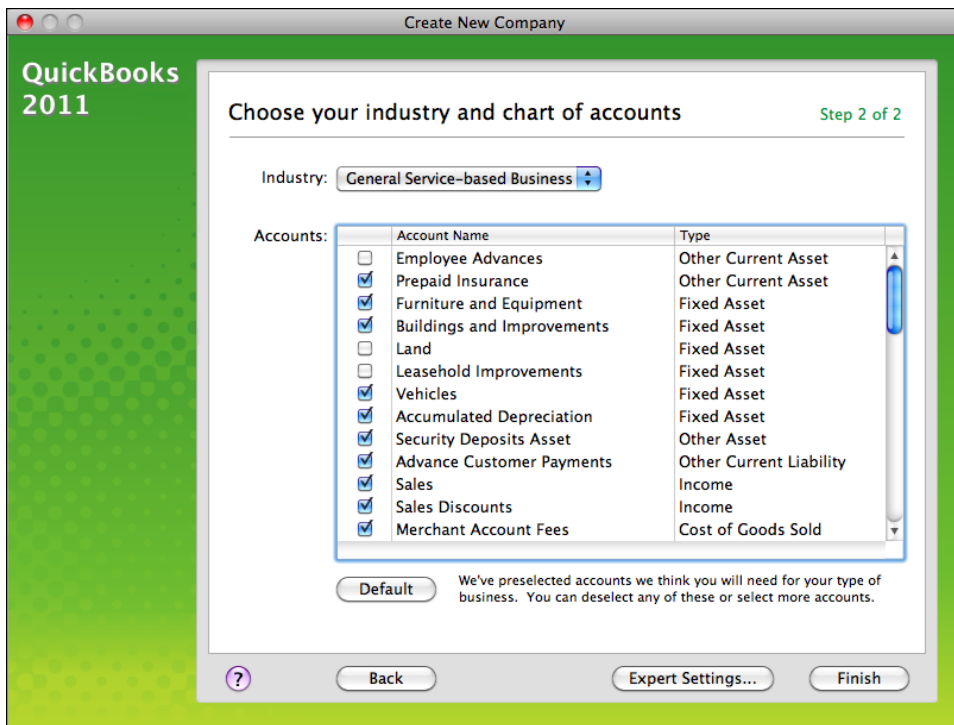 Create New Company
QuickBooks
2011
Choose your industry and chart of accounts
Step 2 of 2
Industry: General Service-based Business
Accounts:
Account Name Type
Employee Advances Other Current Asset
Prepaid Insurance Other Current Asset
Furniture and Equipment Fixed Asset
Buildings and Improvements Fixed Asset
Land Fixed Asset
Leasehold Improvements Fixed Asset
Vehicles Fixed Asset
Accumulated Depreciation Fixed Asset
Security Deposits Asset Other Asset
Advance Customer Payments Other Current Liability
Sales Income
Sales Discounts Income
Merchant Account Fees Cost of Goods Sold
Default
We've preselected accounts we think you will need for your type of
business. You can deselect any of these or select more accounts.
? Back Expert Settings... Finish